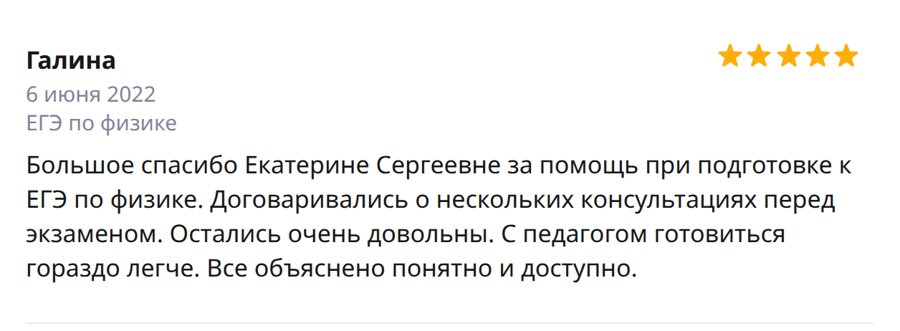 Галина
6 июня 2022
ЕГЭ по физике
Большое спасибо Екатерине Сергеевне за помощь при подготовке к
ЕГЭ по физике. Договаривались о нескольких консультациях перед
экзаменом. Остались очень довольны. С педагогом готовиться
гораздо легче. Все объяснено понятно и доступно.